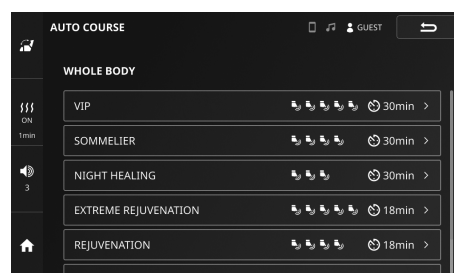 AUTO COURSE
GUEST
WHOLE BODY
ON
1min
3
VIP 30min
SOMMELIER 30min
NIGHT HEALING 30min
EXTREME REJUVENATION 18min
REJUVENATION 18min